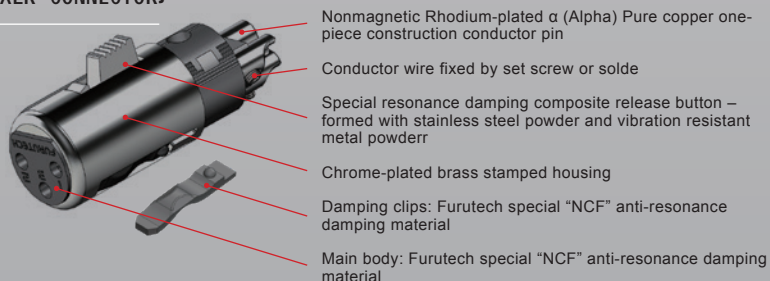 Nonmagnetic Rhodium-plated α (Alpha) Pure copper one-
piece construction conductor pin
Conductor wire fixed by set screw or solde
Special resonance damping composite release button –
formed with stainless steel powder and vibration resistant
metal powderr
Chrome-plated brass stamped housing
Damping clips: Furutech special “NCF” anti-resonance
damping material
Main body: Furutech special “NCF” anti-resonance damping
material
FURUTECH